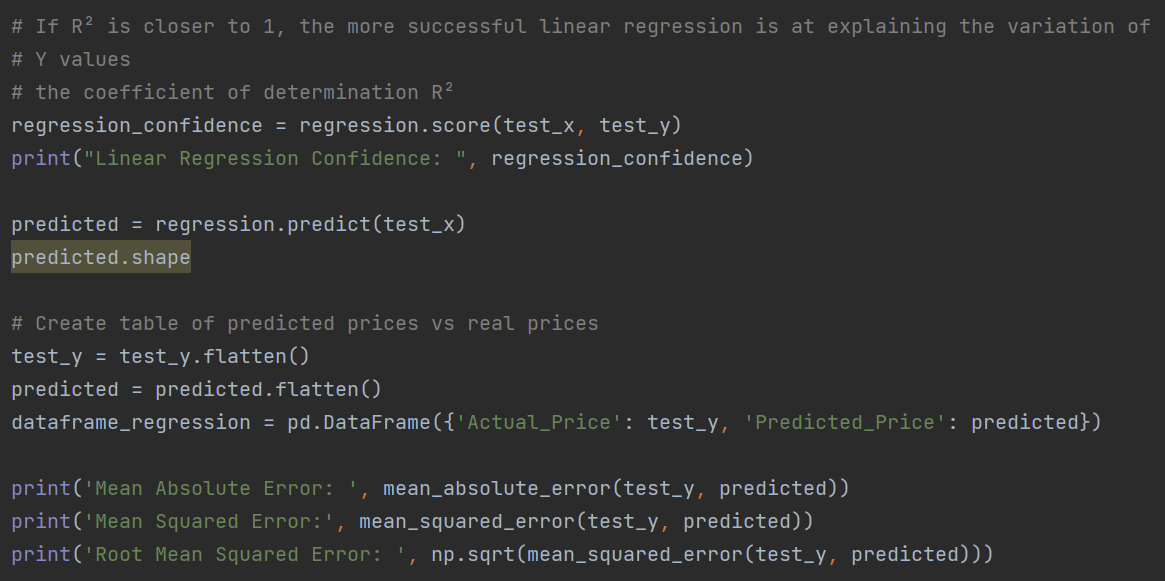 # If R² is closer to 1, the more successful linear regression is at explaining the variation of
# Y values
# the coefficient of determination R²
regression_confidence = regression.score(test_x, test_y)
print("Linear Regression Confidence: ", regression_confidence)
predicted = regression.predict(test_x)
predicted.shape
# Create table of predicted prices vs real prices
test_y = test_y.flatten()
predicted = predicted.flatten()
dataframe_regression = pd.DataFrame({'Actual_Price': test_y, 'Predicted_Price': predicted})
print('Mean Absolute Error: ', mean_absolute_error(test_y, predicted))
print('Mean Squared Error:', mean_squared_error(test_y, predicted))
print('Root Mean Squared Error: ', np.sqrt(mean_squared_error(test_y, predicted)))